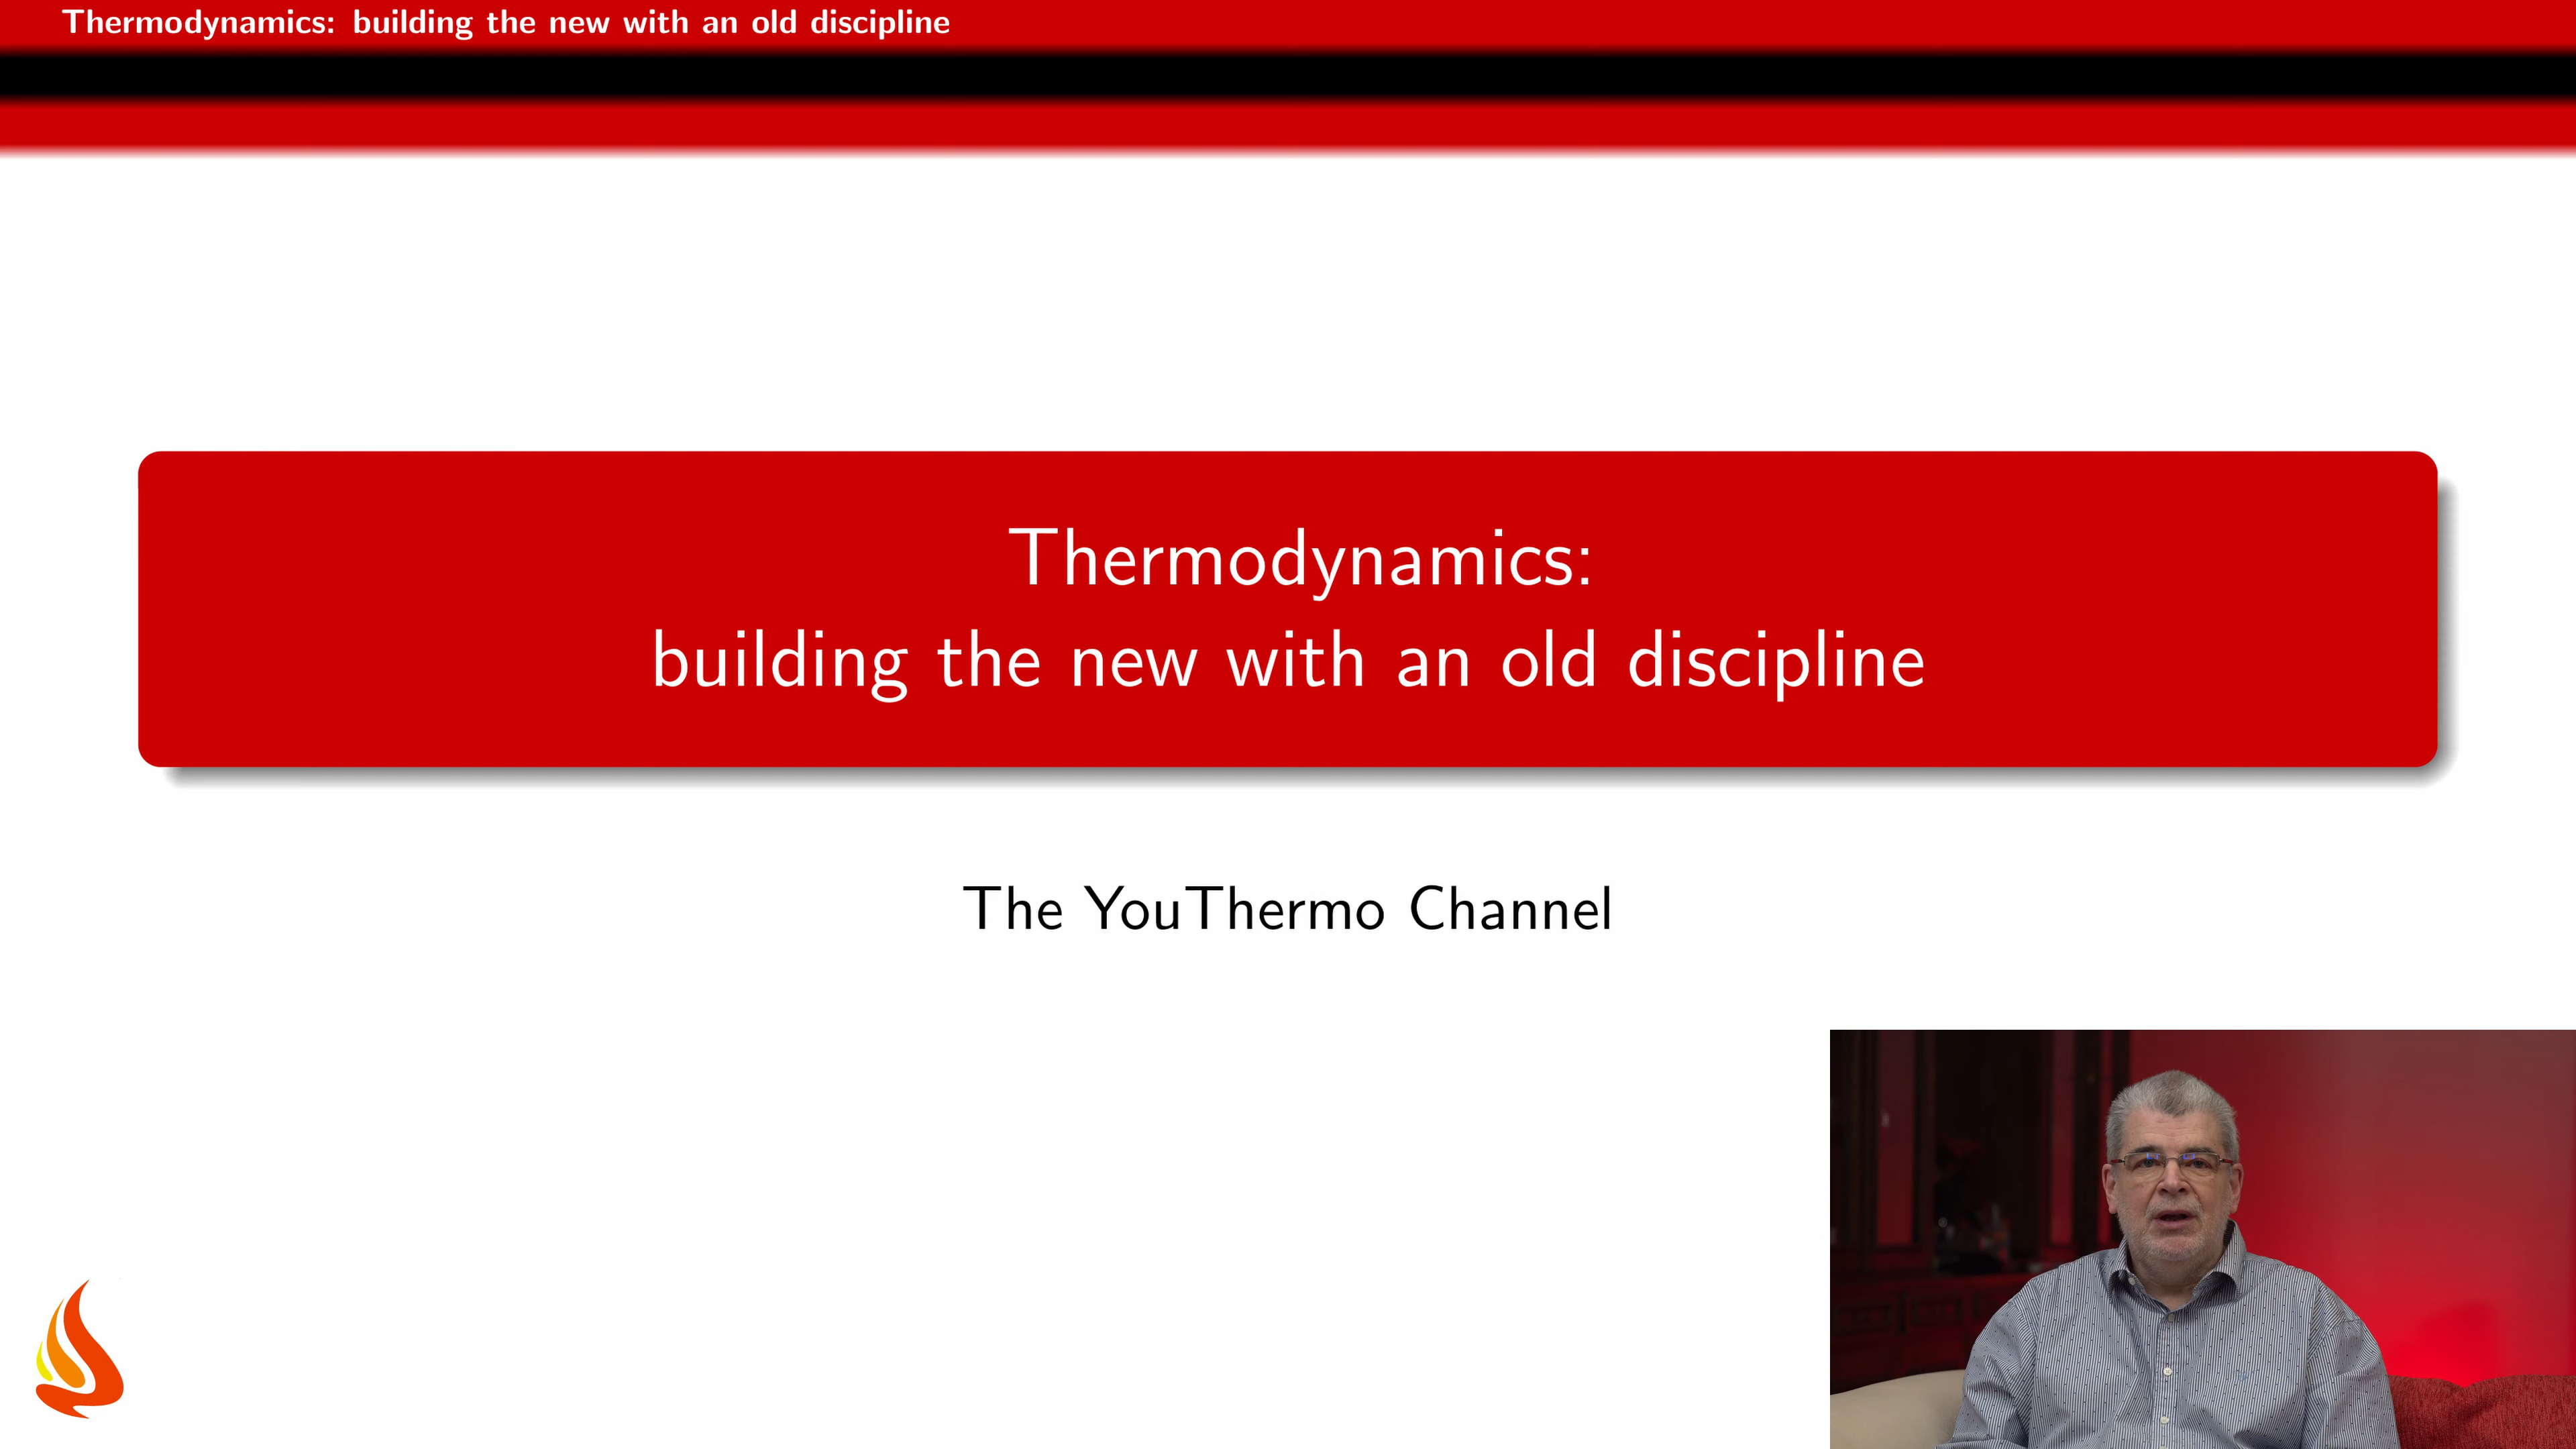 Thermodynamics: building the new with an old discipline
Thermodynamics:
building the new with an old discipline
The YouThermo Channel